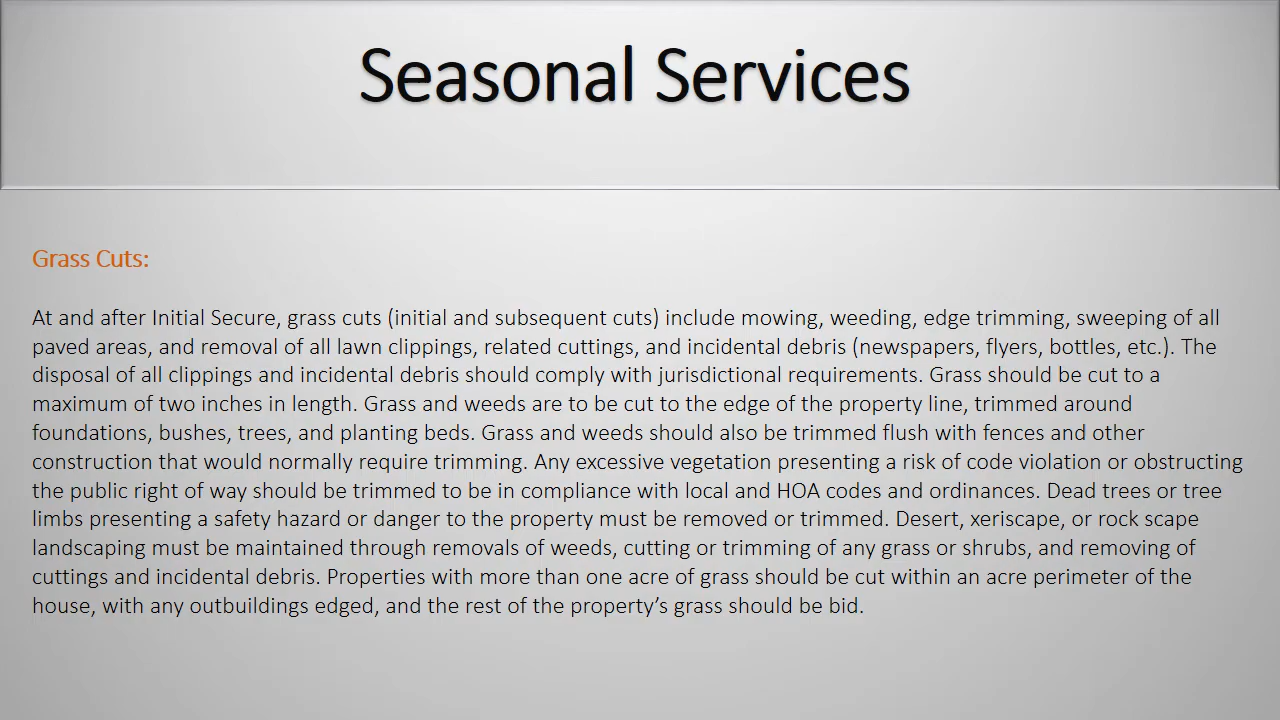 Seasonal Services
Grass Cuts:
At and after Initial Secure, grass cuts (initial and subsequent cuts) include mowing, weeding, edge trimming, sweeping of all
paved areas, and removal of all lawn clippings, related cuttings, and incidental debris (newspapers, flyers, bottles, etc.). The
disposal of all clippings and incidental debris should comply with jurisdictional requirements. Grass should be cut to a
maximum of two inches in length. Grass and weeds are to be cut to the edge of the property line, trimmed around
foundations, bushes, trees, and planting beds. Grass and weeds should also be trimmed flush with fences and other
construction that would normally require trimming. Any excessive vegetation presenting a risk of code violation or obstructing
the public right of way should be trimmed to be in compliance with local and HOA codes and ordinances. Dead trees or tree
limbs presenting a safety hazard or danger to the property must be removed or trimmed. Desert, xeriscape, or rock scape
landscaping must be maintained through removals of weeds, cutting or trimming of any grass or shrubs, and removing of
cuttings and incidental debris. Properties with more than one acre of grass should be cut within an acre perimeter of the
house, with any outbuildings edged, and the rest of the property’s grass should be bid.